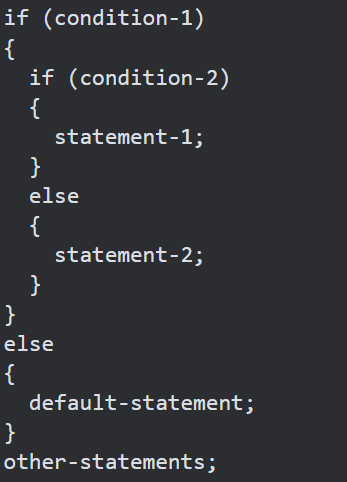 if (condition-1)
{
  if (condition-2)
  {
    statement-1;
  }
  else
  {
    statement-2;
  }
}
else
{
  default-statement;
}
other-statements;